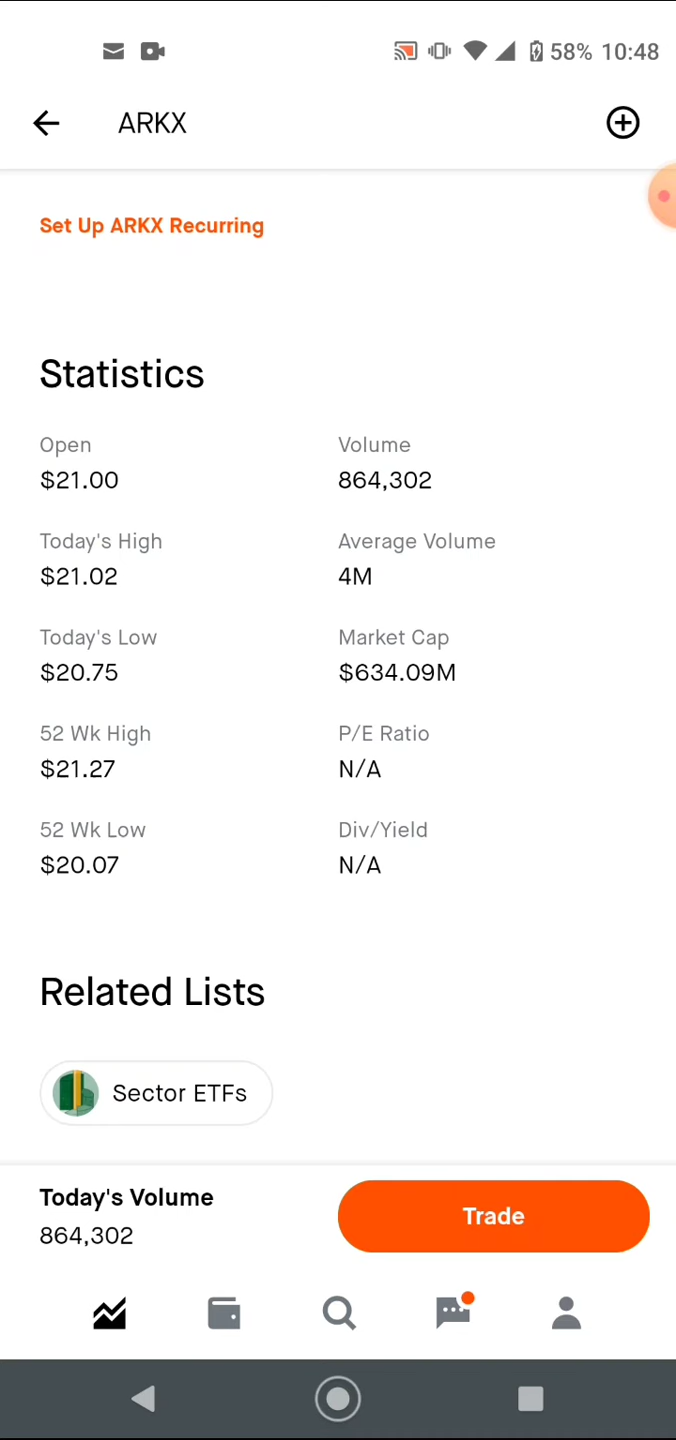 58% 10:48
ARKX
Set Up ARKX Recurring
Statistics
Open
$21.00
Volume
864,302
Today's High
$21.02
Average Volume
4M
Today's Low
$20.75
Market Cap
$634.09M
52 Wk High
$21.27
P/E Ratio
N/A
52 Wk Low
$20.07
Div/Yield
N/A
Related Lists
Sector ETFs
Today's Volume
864,302
Trade